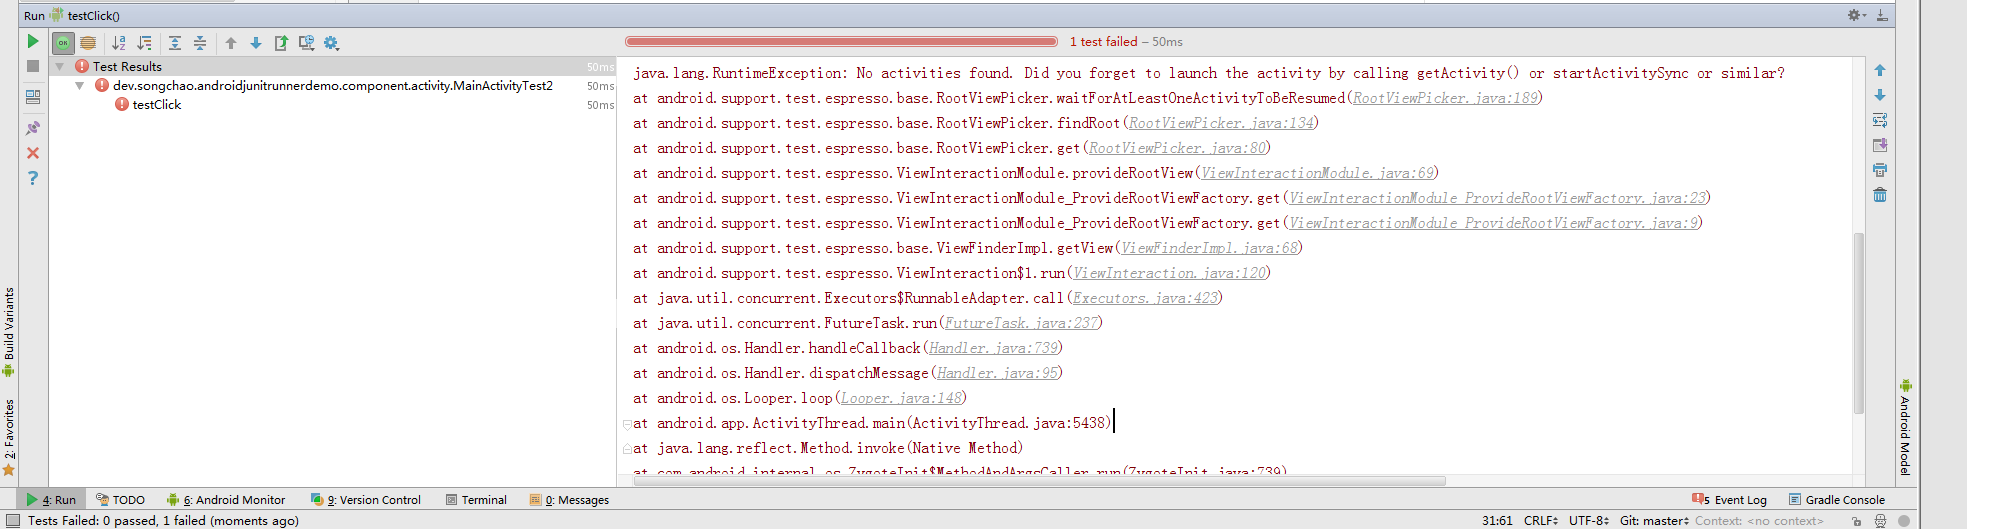 Run testClick()
1 test failed – 50ms
Test Results 50ms
dev.songchao.androidjunitrunnerdemo.component.activity.MainActivityTest2 50ms
testClick 50ms
java.lang.RuntimeException: No activities found. Did you forget to launch the activity by calling getActivity() or startActivitySync or similar?
at android.support.test.espresso.base.RootViewPicker.waitForAtLeastOneActivityToBeResumed(RootViewPicker.java:189)
at android.support.test.espresso.base.RootViewPicker.findRoot(RootViewPicker.java:134)
at android.support.test.espresso.base.RootViewPicker.get(RootViewPicker.java:80)
at android.support.test.espresso.ViewInteractionModule.provideRootView(ViewInteractionModule.java:69)
at android.support.test.espresso.ViewInteractionModule_ProvideRootViewFactory.get(ViewInteractionModule_ProvideRootViewFactory.java:23)
at android.support.test.espresso.ViewInteractionModule_ProvideRootViewFactory.get(ViewInteractionModule_ProvideRootViewFactory.java:9)
at android.support.test.espresso.base.ViewFinderImpl.getView(ViewFinderImpl.java:68)
at android.support.test.espresso.ViewInteraction$1.run(ViewInteraction.java:120)
at java.util.concurrent.Executors$RunnableAdapter.call(Executors.java:423)
at java.util.concurrent.FutureTask.run(FutureTask.java:237)
at android.os.Handler.handleCallback(Handler.java:739)
at android.os.Handler.dispatchMessage(Handler.java:95)
at android.os.Looper.loop(Looper.java:148)
at android.app.ActivityThread.main(ActivityThread.java:5438)
at java.lang.reflect.Method.invoke(Native Method)
at com.android.internal.os.ZygoteInit$MethodAndArgsCaller.run(ZygoteInit.java:739)
Build Variants
2: Favorites
Android Model
4: Run TODO 6: Android Monitor 9: Version Control Terminal 0: Messages 5 Event Log Gradle Console
Tests Failed: 0 passed, 1 failed (moments ago) 31:61 CRLF UTF-8 Git: master Context: <no context>